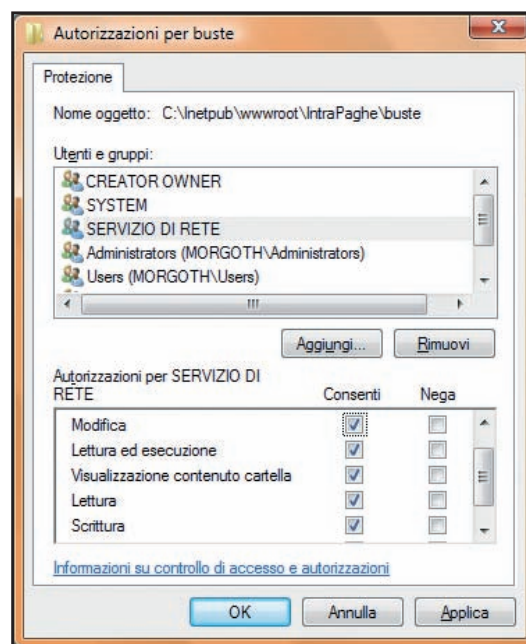 Autorizzazioni per buste
Protezione
Nome oggetto: C:\Inetpub\wwwroot\IntraPaghe\buste
Utenti e gruppi:
CREATOR OWNER
SYSTEM
SERVIZIO DI RETE
Administrators (MORGOTH\Administrators)
Users (MORGOTH\Users)
Aggiungi... Rimuovi
Autorizzazioni per SERVIZIO DI
RETE Consenti Nega
Modifica
Lettura ed esecuzione
Visualizzazione contenuto cartella
Lettura
Scrittura
Informazioni su controllo di accesso e autorizzazioni
OK Annulla Applica